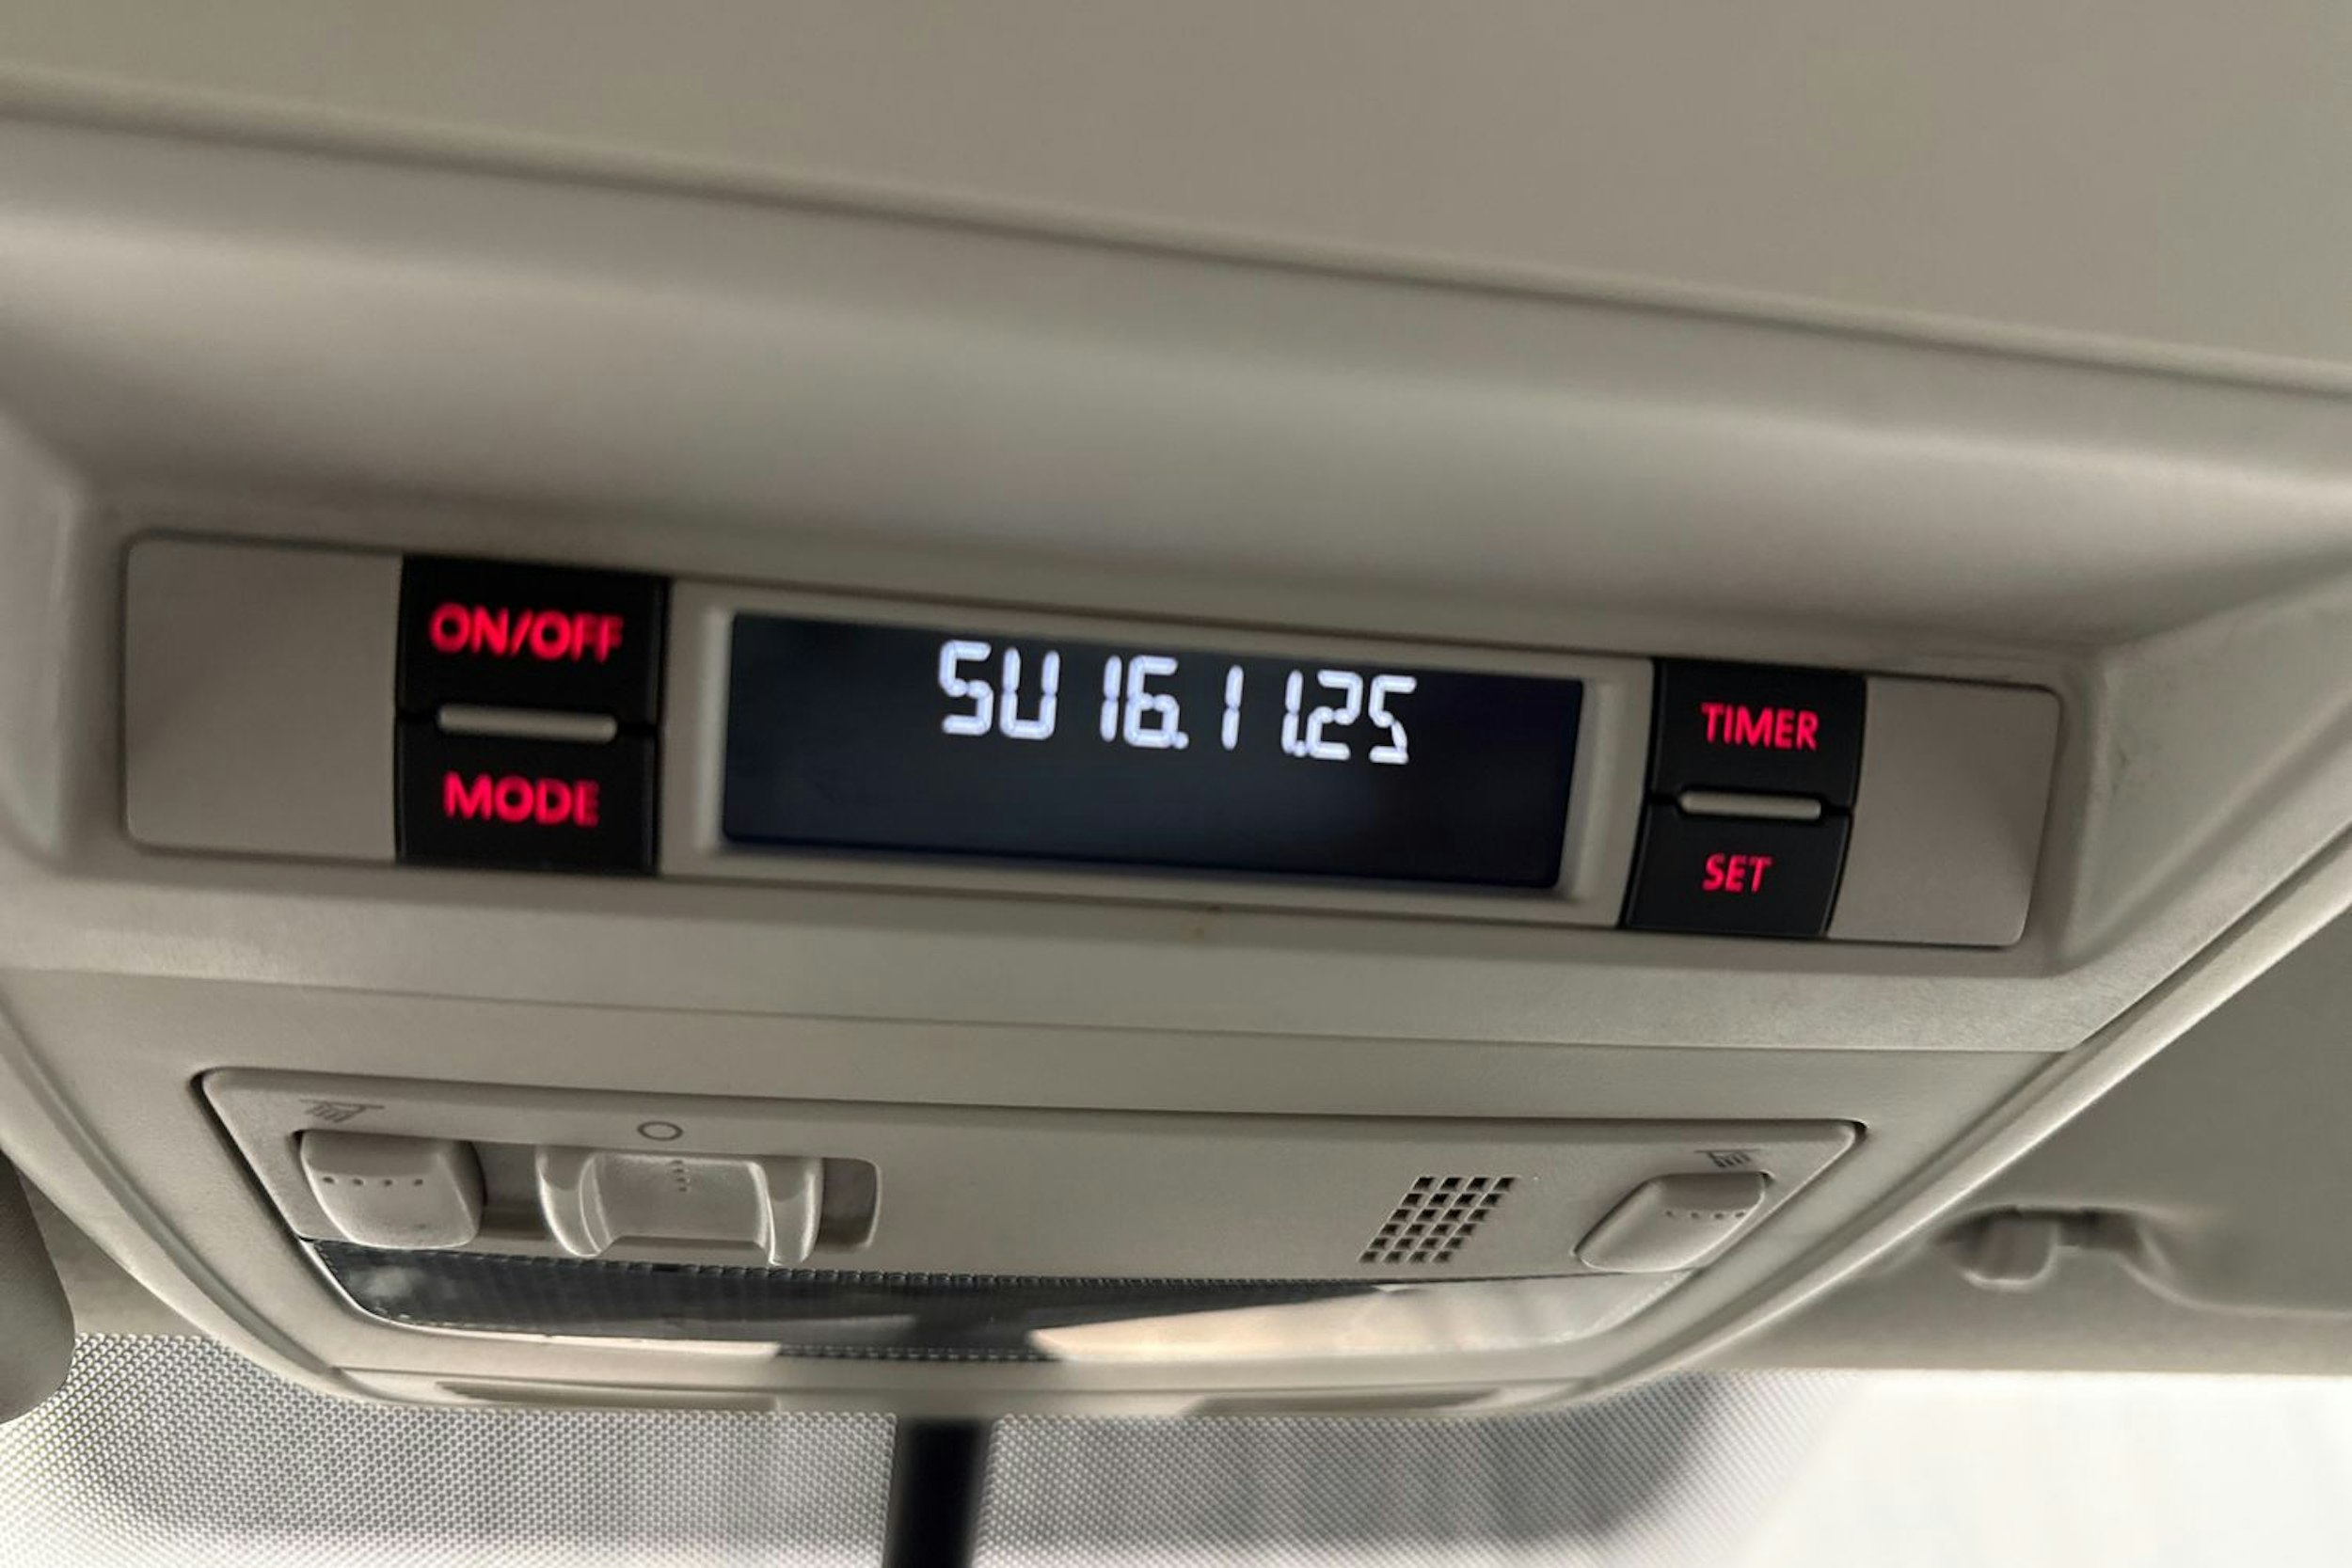 ON/OFF
MODE
SU 16.11.25
TIMER
SET